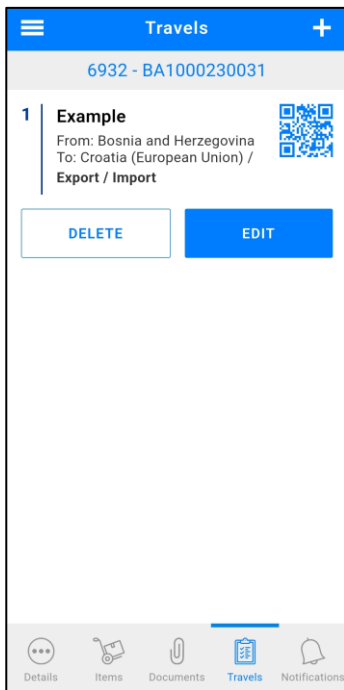 Travels
6932 - BA1000230031
1
Example
From: Bosnia and Herzegovina
To: Croatia (European Union) /
Export / Import
DELETE
EDIT
Details
Items
Documents
Travels
Notifications